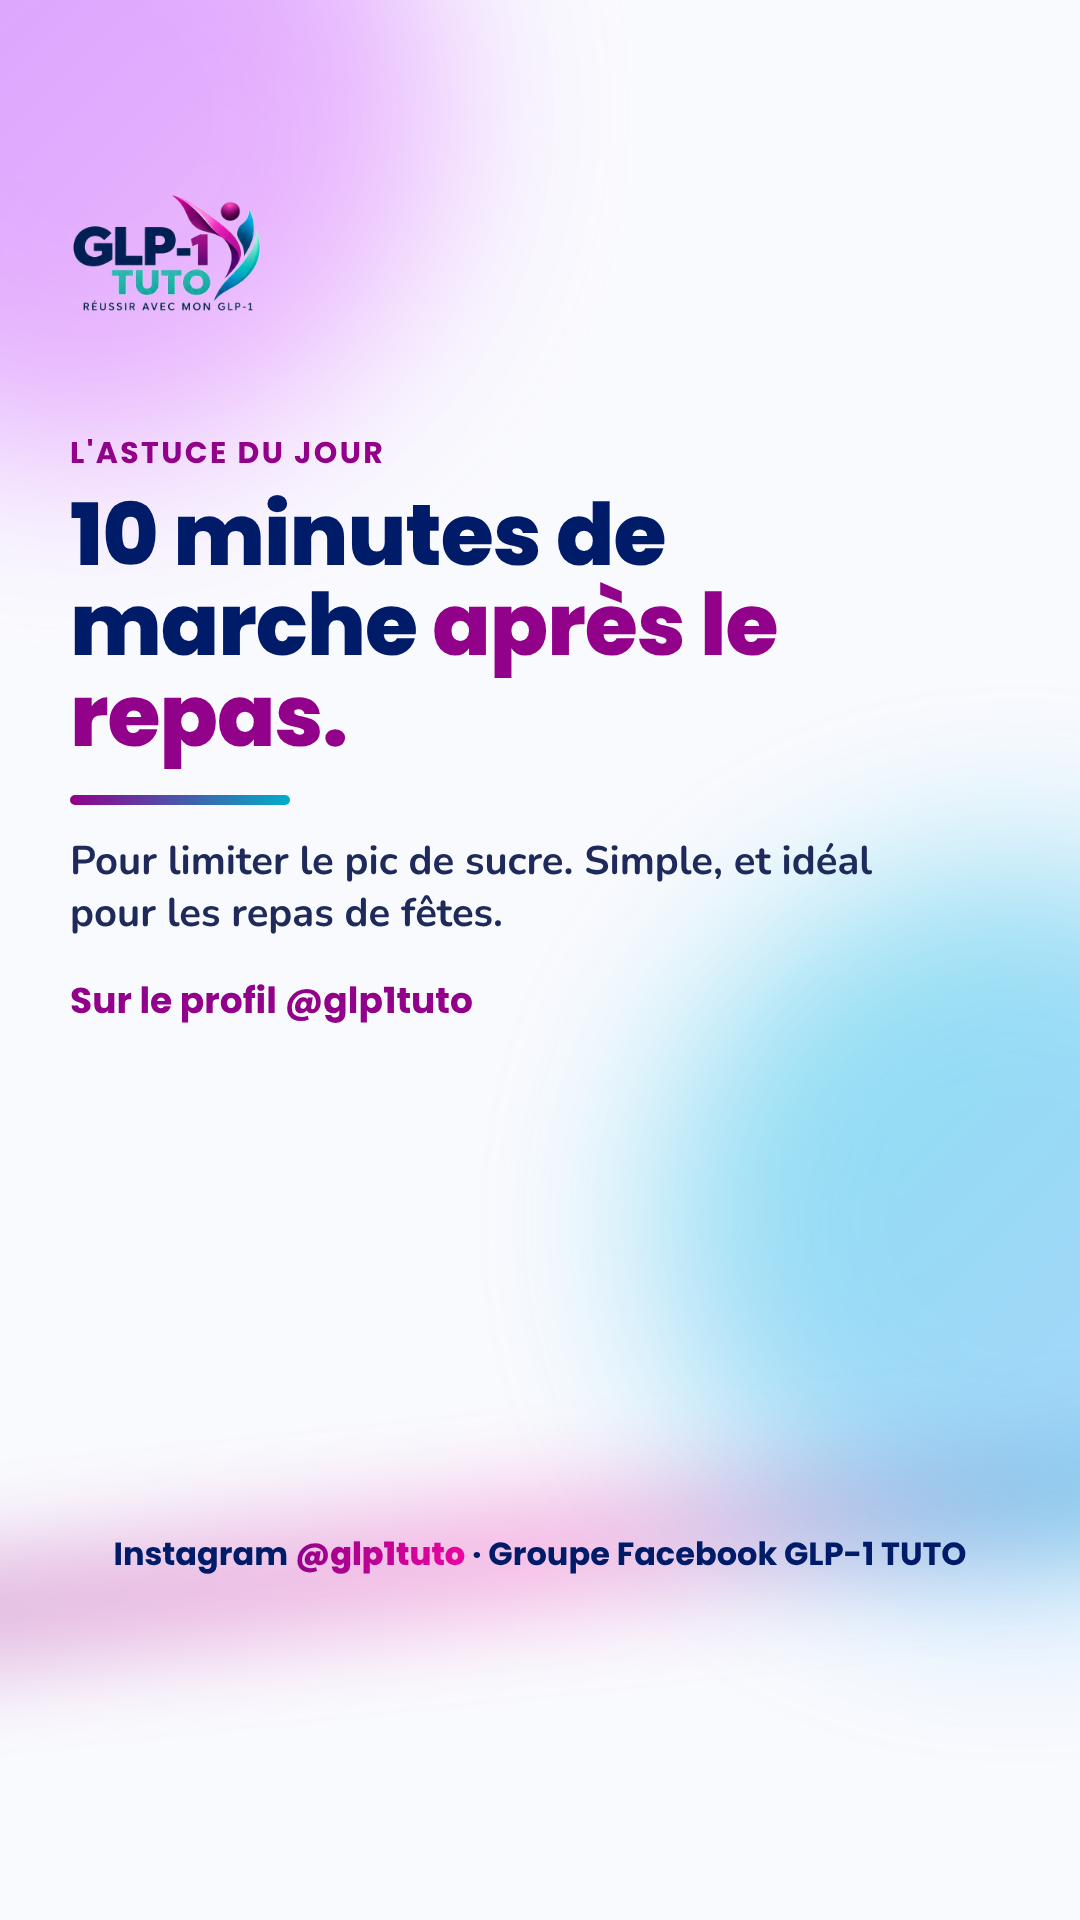 GLP-1
TUTO
RÉUSSIR AVEC MON GLP-1
L'ASTUCE DU JOUR
10 minutes de
marche après le
repas.
Pour limiter le pic de sucre. Simple, et idéal
pour les repas de fêtes.
Sur le profil @glp1tuto
Instagram @glp1tuto · Groupe Facebook GLP-1 TUTO